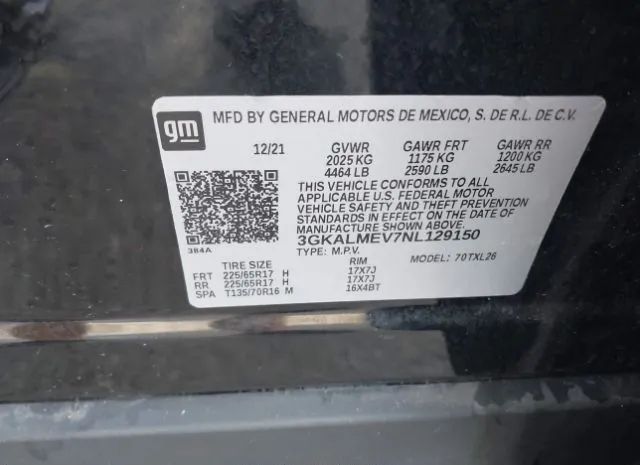 gm
MFD BY GENERAL MOTORS DE MEXICO, S. DE R.L. DE C.V.
12/21 GVWR GAWR FRT GAWR RR
2025 KG 1175 KG 1200 KG
4464 LB 2590 LB 2645 LB
THIS VEHICLE CONFORMS TO ALL
APPLICABLE U.S. FEDERAL MOTOR
VEHICLE SAFETY AND THEFT PREVENTION
STANDARDS IN EFFECT ON THE DATE OF
MANUFACTURE SHOWN ABOVE.
3GKALMEV7NL129150
TYPE: M.P.V. MODEL: 70TXL26
3B4A
TIRE SIZE RIM
FRT 225/65R17 H 17X7J
RR 225/65R17 H 17X7J
SPA T135/70R16 M 16X4BT